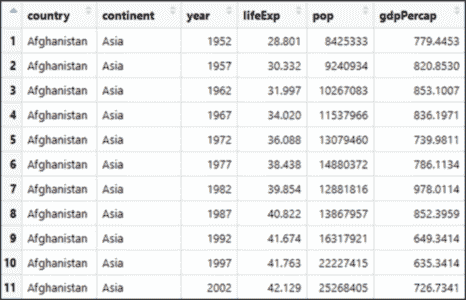 country continent year lifeExp pop gdpPercap
1 Afghanistan Asia 1952 28.801 8425333 779.4453
2 Afghanistan Asia 1957 30.332 9240934 820.8530
3 Afghanistan Asia 1962 31.997 10267083 853.1007
4 Afghanistan Asia 1967 34.020 11537966 836.1971
5 Afghanistan Asia 1972 36.088 13079460 739.9811
6 Afghanistan Asia 1977 38.438 14880372 786.1134
7 Afghanistan Asia 1982 39.854 12881816 978.0114
8 Afghanistan Asia 1987 40.822 13867957 852.3959
9 Afghanistan Asia 1992 41.674 16317921 649.3414
10 Afghanistan Asia 1997 41.763 22227415 635.3414
11 Afghanistan Asia 2002 42.129 25268405 726.7341